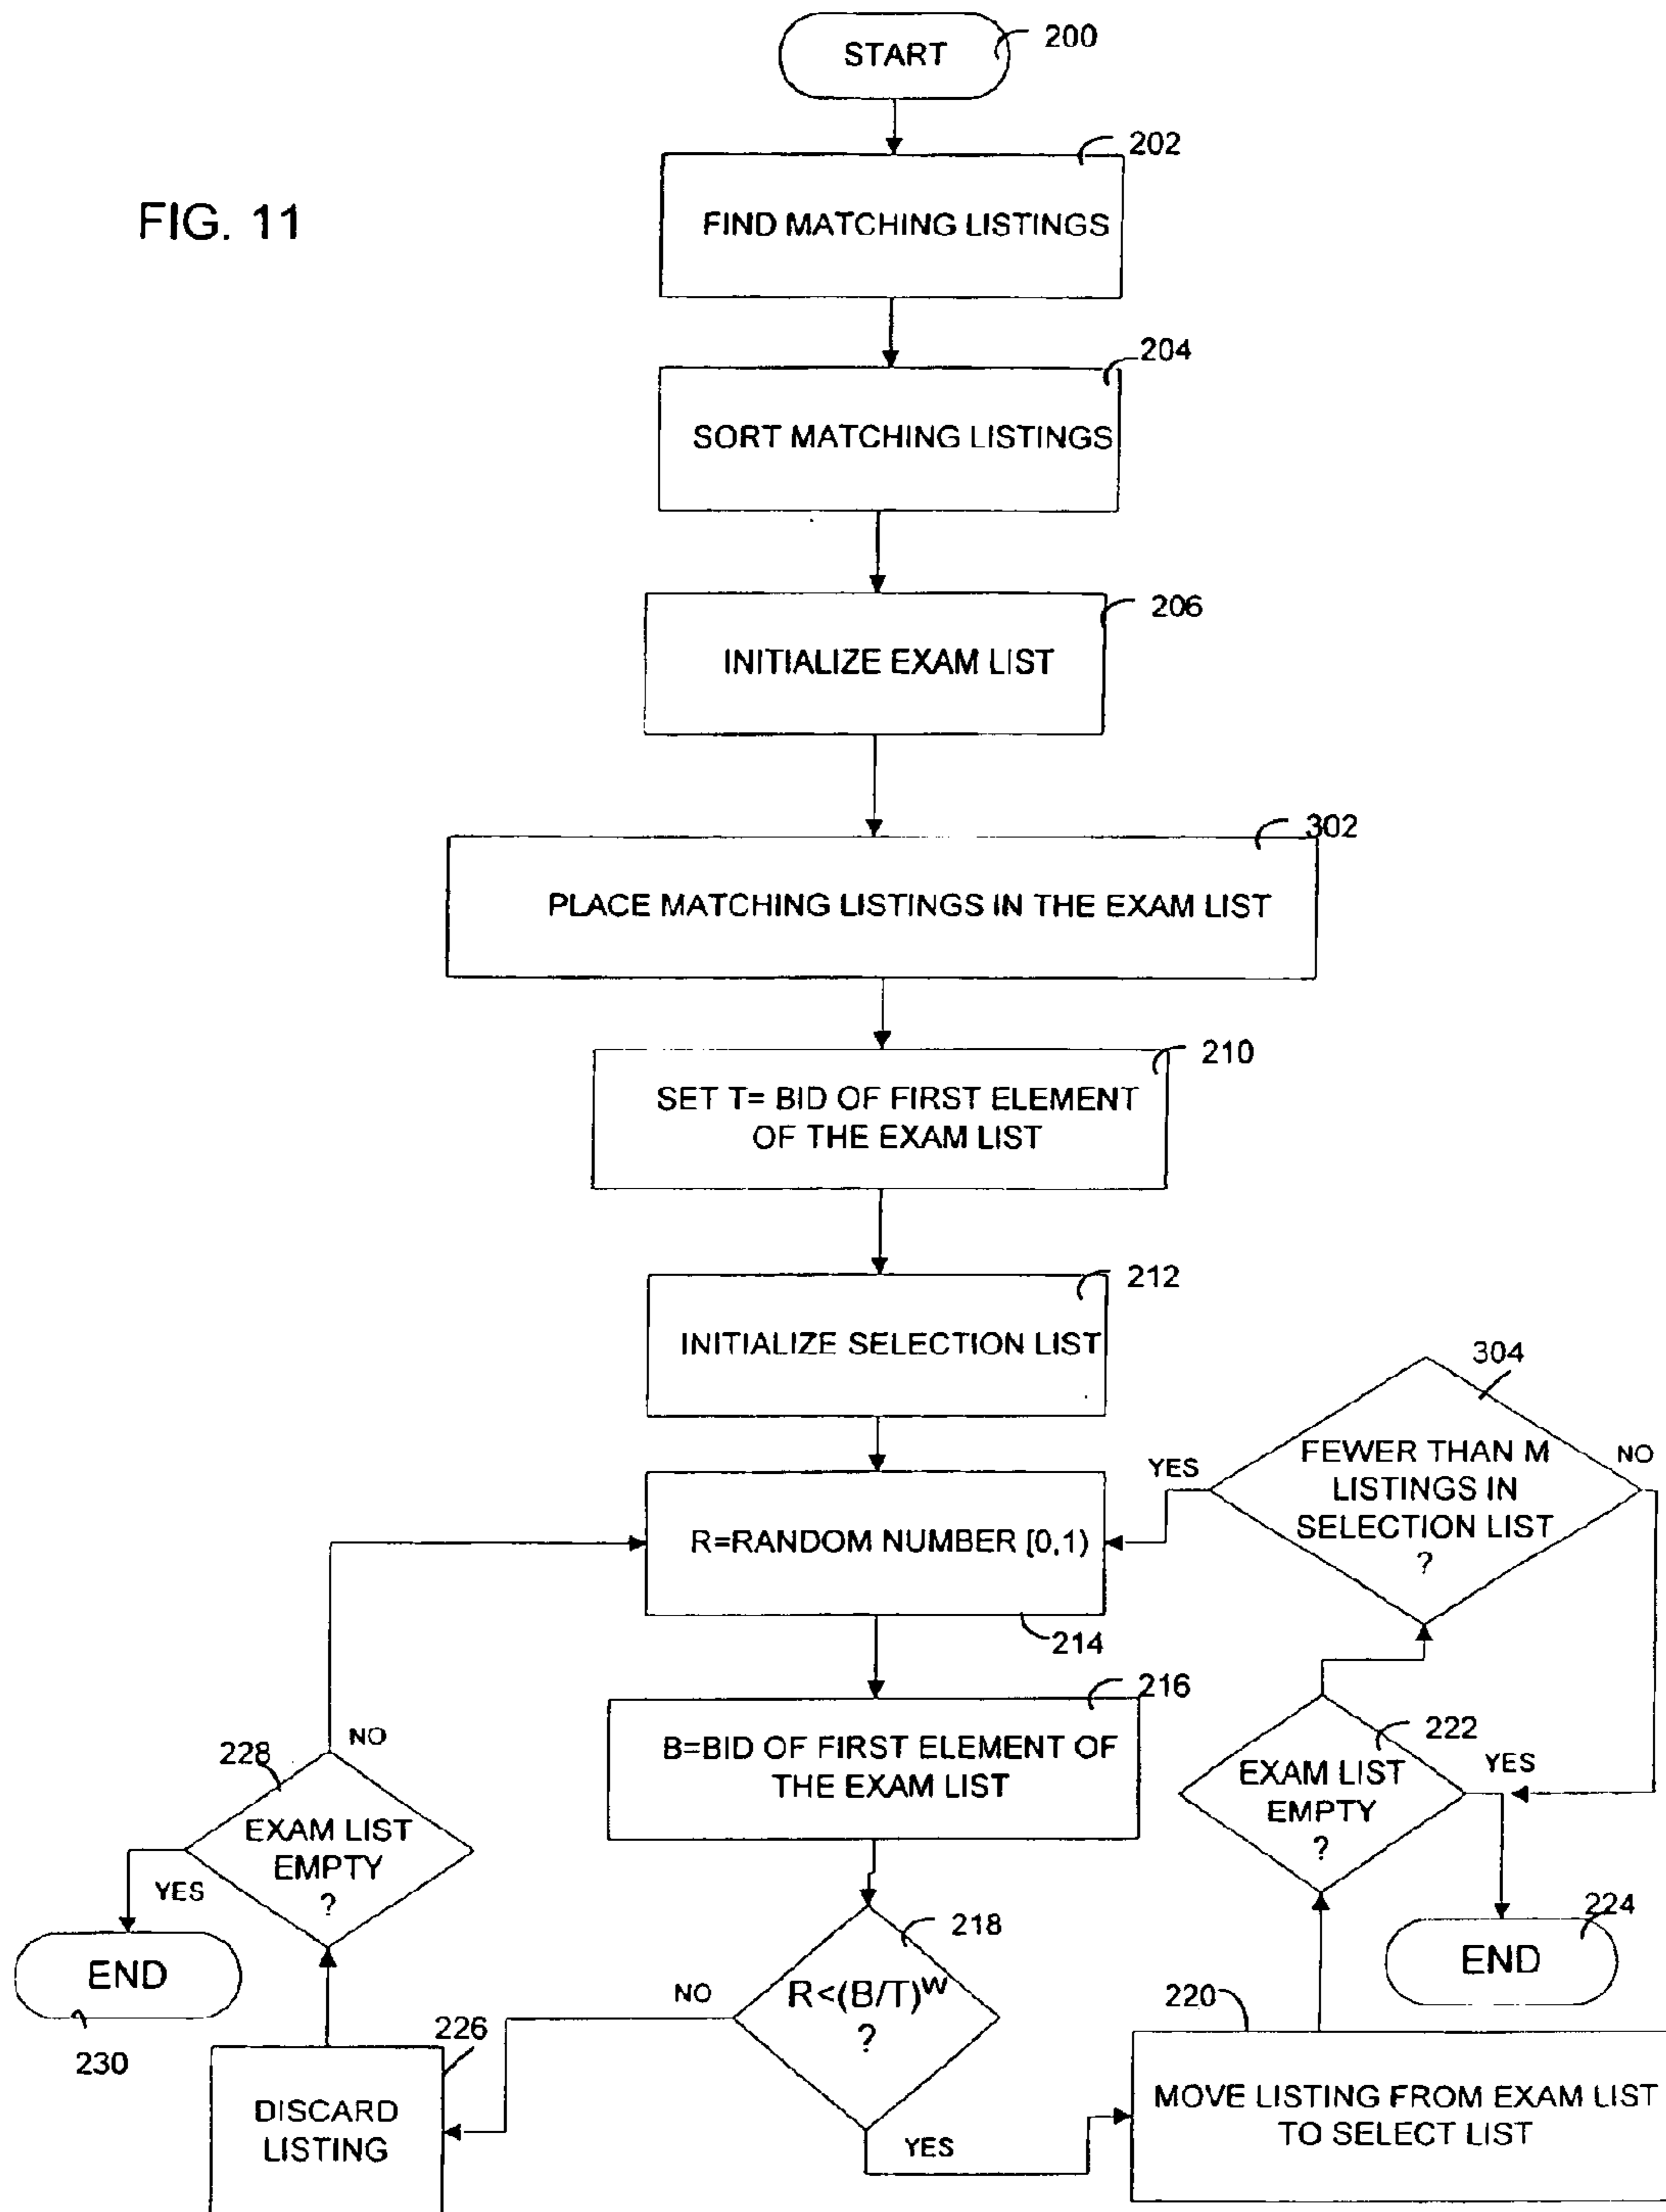 START
200
202
FIG. 11
FIND MATCHING LISTINGS
204
SORT MATCHING LISTINGS
206
INITIALIZE EXAM LIST
302
PLACE MATCHING LISTINGS IN THE EXAM LIST
210
SET T= BID OF FIRST ELEMENT
OF THE EXAM LIST
212
INITIALIZE SELECTION LIST
304
FEWER THAN M
LISTINGS IN
SELECTION LIST
?
YES
NO
R=RANDOM NUMBER [0,1)
214
216
B=BID OF FIRST ELEMENT OF
THE EXAM LIST
222
EXAM LIST
EMPTY
?
YES
228
NO
EXAM LIST
EMPTY
?
YES
END
230
218
R<(B/T)^W
?
NO
YES
224
END
220
MOVE LISTING FROM EXAM LIST
TO SELECT LIST
226
DISCARD
LISTING